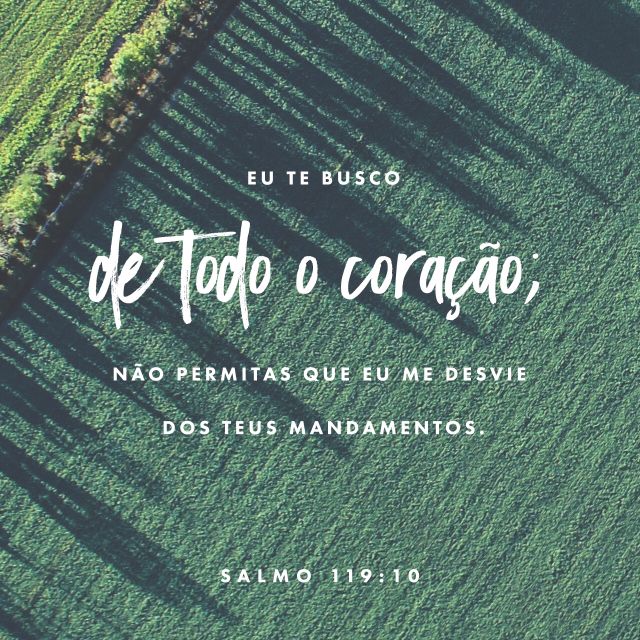 EU TE BUSCO
de todo o coração;
NÃO PERMITAS QUE EU ME DESVIE
DOS TEUS MANDAMENTOS.
SALMO 119:10